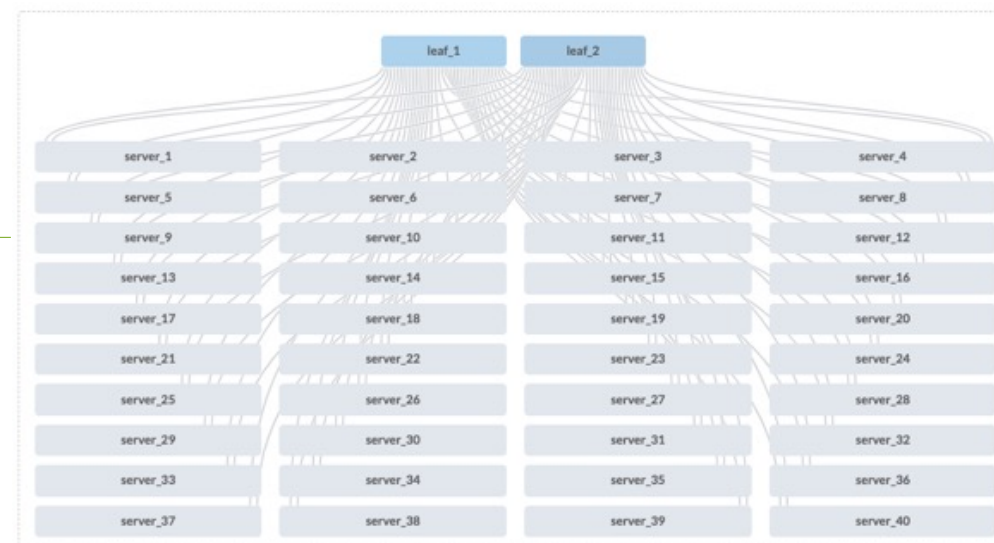 leaf_1 leaf_2
server_1 server_2 server_3 server_4
server_5 server_6 server_7 server_8
server_9 server_10 server_11 server_12
server_13 server_14 server_15 server_16
server_17 server_18 server_19 server_20
server_21 server_22 server_23 server_24
server_25 server_26 server_27 server_28
server_29 server_30 server_31 server_32
server_33 server_34 server_35 server_36
server_37 server_38 server_39 server_40